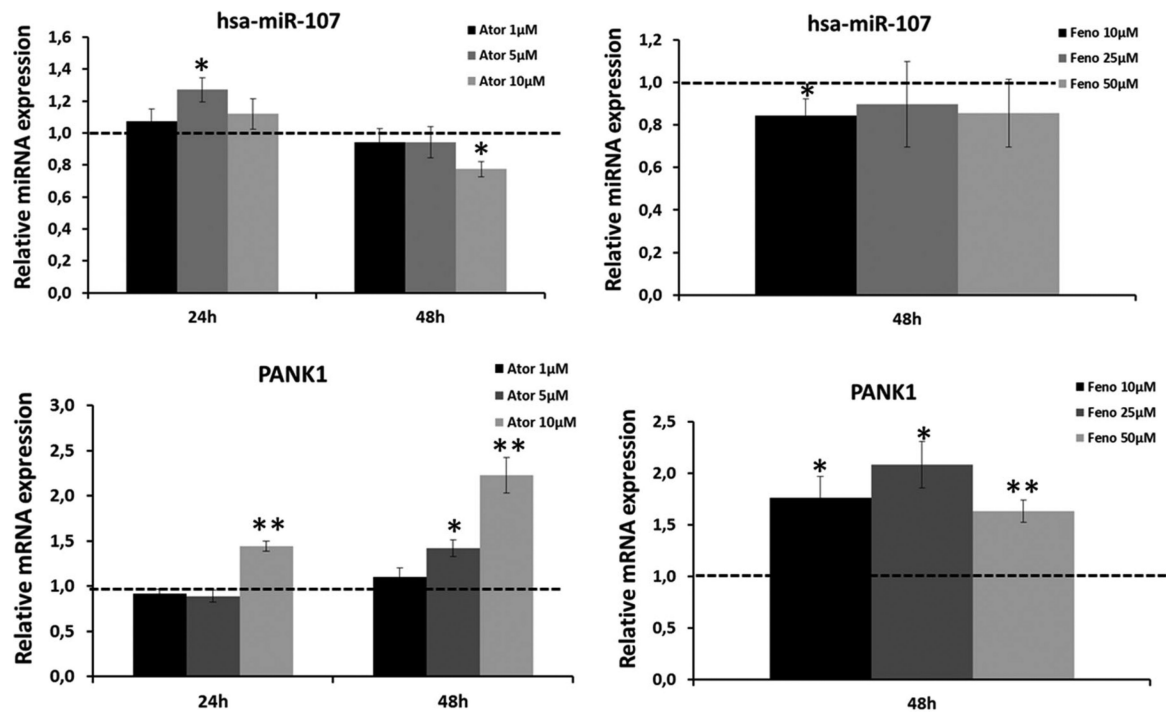 hsa-miR-107
Relative miRNA expression
1,6
1,4
1,2
1,0
0,8
0,6
0,4
0,2
0,0
*
*
24h
48h
Ator 1µM
Ator 5µM
Ator 10µM
hsa-miR-107
Relative miRNA expression
1,2
1,0
0,8
0,6
0,4
0,2
0,0
*
48h
Feno 10µM
Feno 25µM
Feno 50µM
PANK1
Relative mRNA expression
3,0
2,5
2,0
1,5
1,0
0,5
0,0
**
*
**
24h
48h
Ator 1µM
Ator 5µM
Ator 10µM
PANK1
Relative mRNA expression
2,5
2,0
1,5
1,0
0,5
0,0
*
*
**
48h
Feno 10µM
Feno 25µM
Feno 50µM